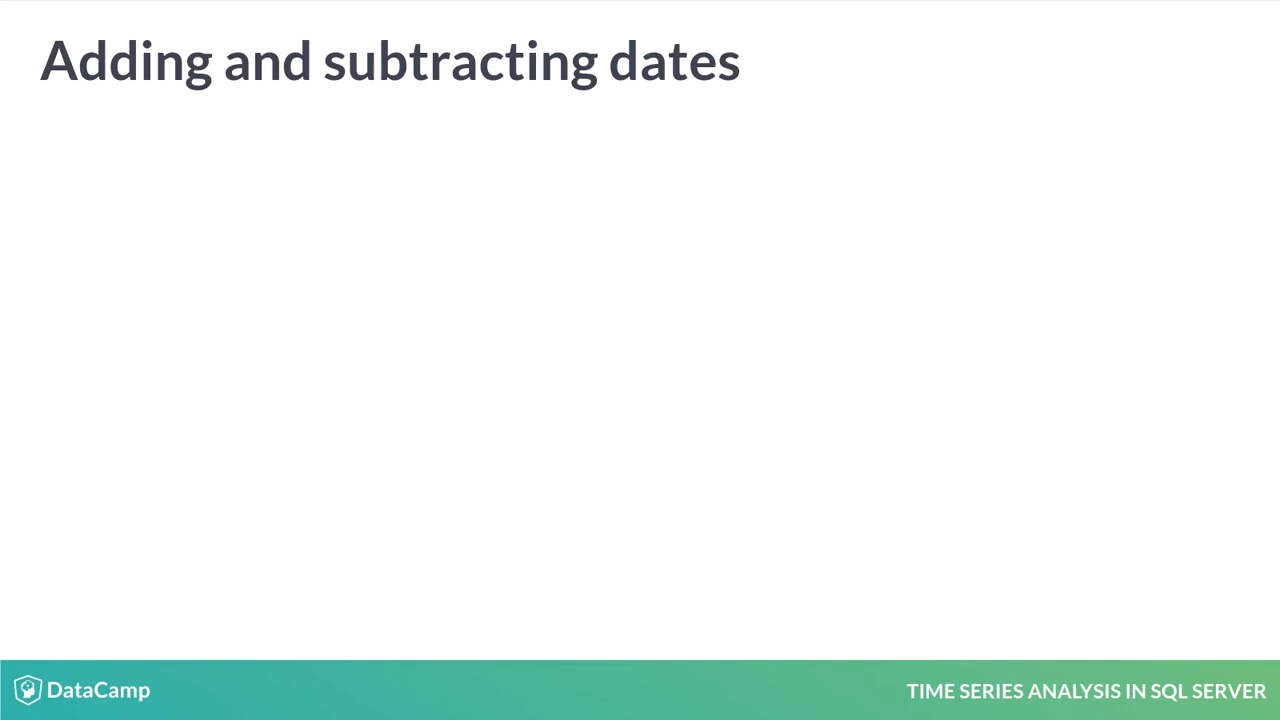 Adding and subtracting dates
DataCamp
TIME SERIES ANALYSIS IN SQL SERVER